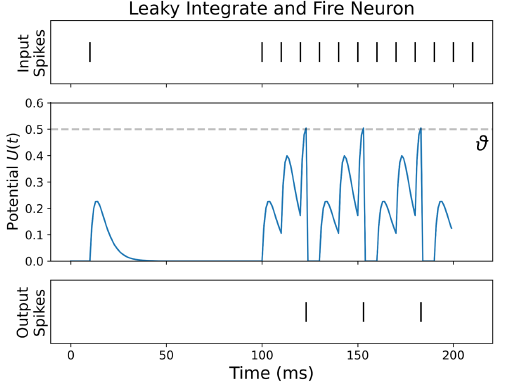 Leaky Integrate and Fire Neuron
Input
Spikes
0.6
0.5
0.4
0.3
0.2
0.1
0.0
Potential U(t)
ϑ
Output
Spikes
0
50
100
150
200
Time (ms)